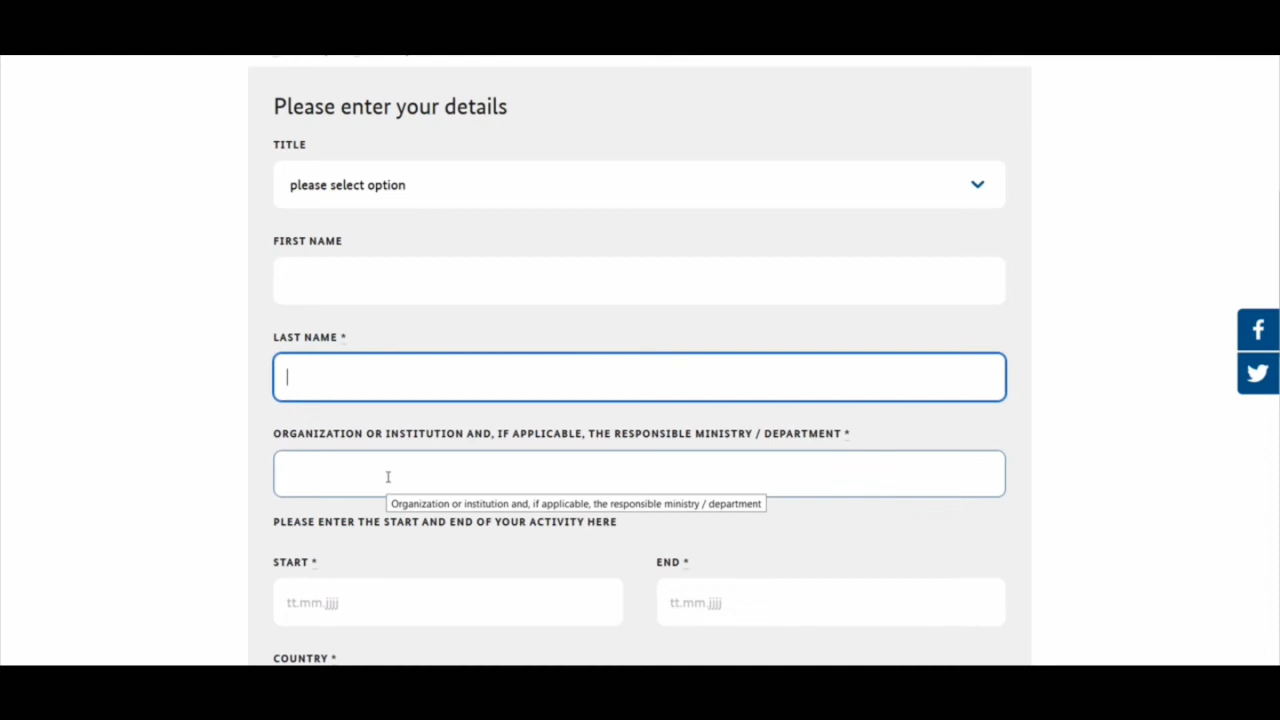 Please enter your details
TITLE
please select option
FIRST NAME
LAST NAME *
ORGANIZATION OR INSTITUTION AND, IF APPLICABLE, THE RESPONSIBLE MINISTRY / DEPARTMENT *
Organization or institution and, if applicable, the responsible ministry / department
PLEASE ENTER THE START AND END OF YOUR ACTIVITY HERE
START *
END *
tt.mm.jjjj
tt.mm.jjjj
COUNTRY *